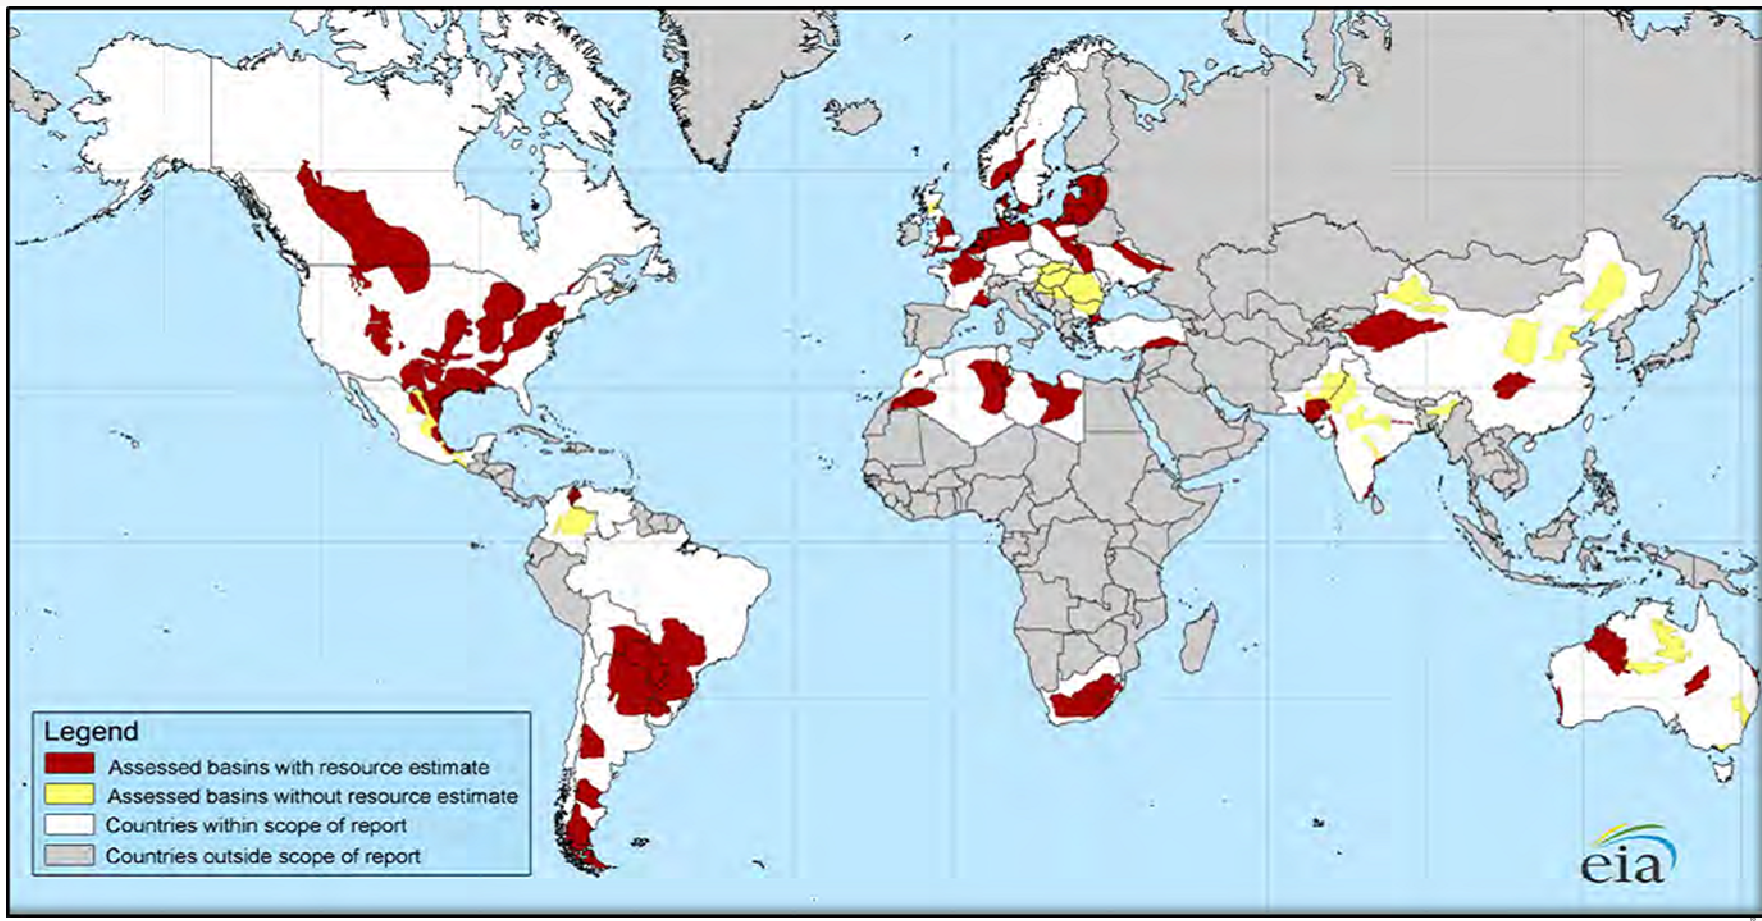 Legend
Assessed basins with resource estimate
Assessed basins without resource estimate
Countries within scope of report
Countries outside scope of report
eia